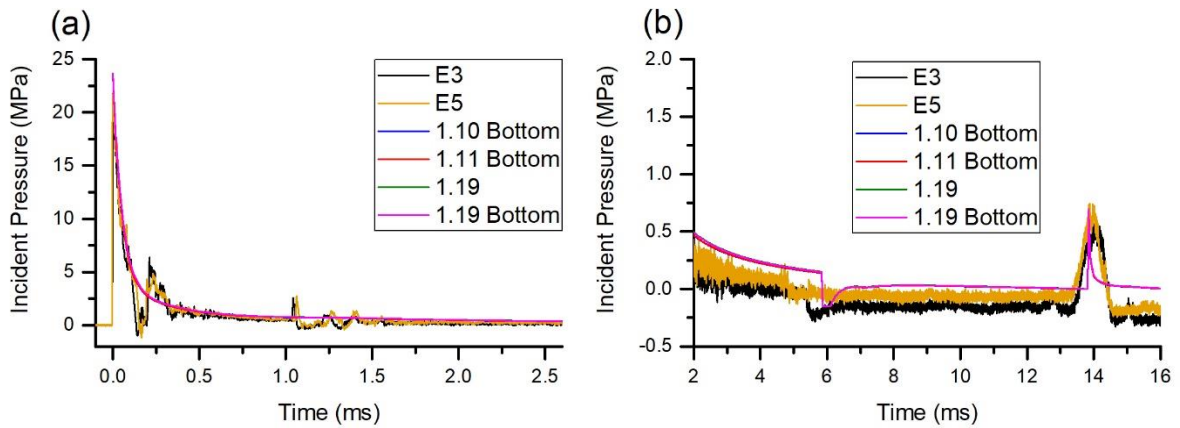 (a)
Incident Pressure (MPa)
25
20
15
10
5
0
E3
E5
1.10 Bottom
1.11 Bottom
1.19
1.19 Bottom
0.0 0.5 1.0 1.5 2.0 2.5
Time (ms)
(b)
Incident Pressure (MPa)
2.0
1.5
1.0
0.5
0.0
-0.5
E3
E5
1.10 Bottom
1.11 Bottom
1.19
1.19 Bottom
2 4 6 8 10 12 14 16
Time (ms)